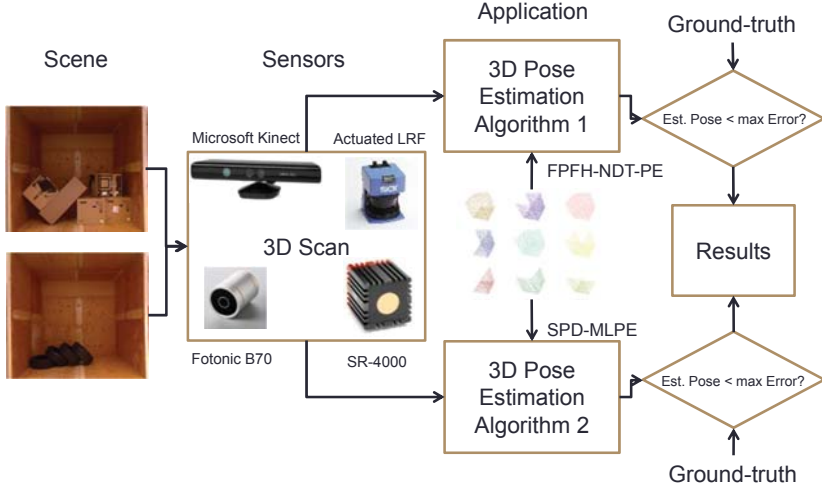 Application
Scene
Sensors
Ground-truth
3D Pose
Estimation
Algorithm 1
Est. Pose < max Error?
Microsoft Kinect
Actuated LRF
FPFH-NDT-PE
SICK
3D Scan
Results
SPD-MLPE
Fotonic B70
SR-4000
3D Pose
Estimation
Algorithm 2
Est. Pose < max Error?
Ground-truth